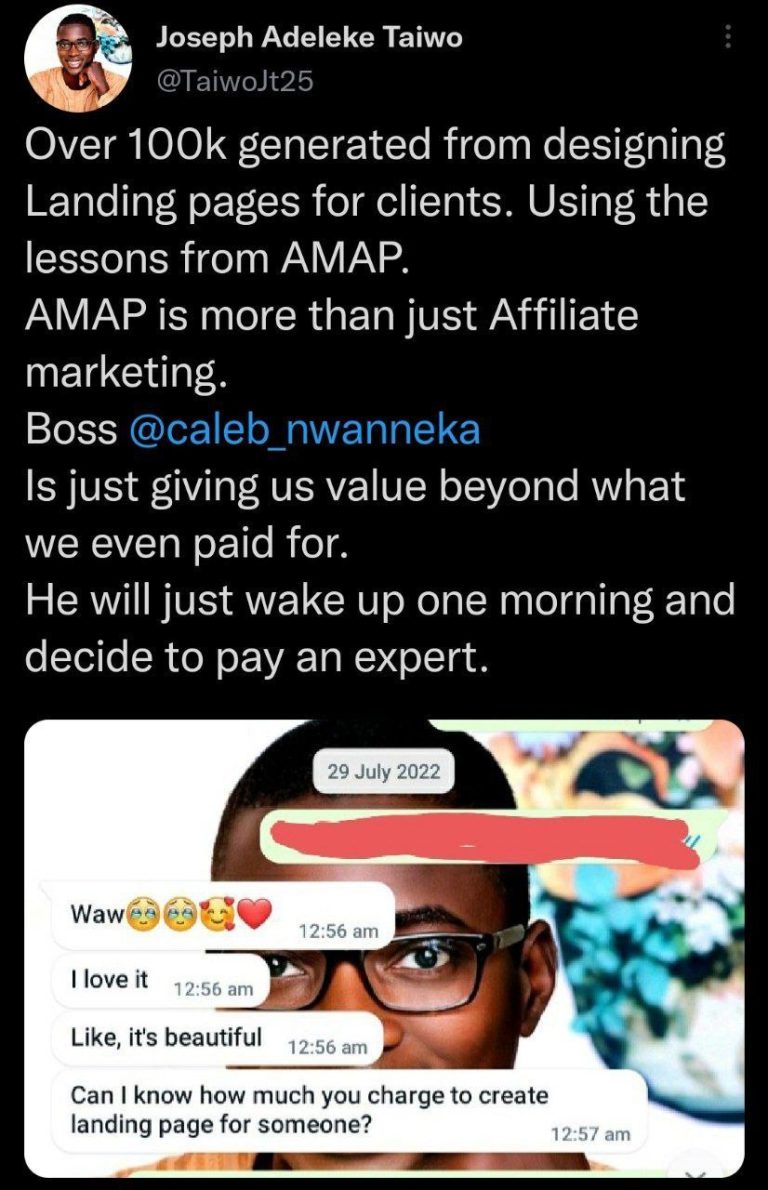 Joseph Adeleke Taiwo
@TaiwoJt25
Over 100k generated from designing
Landing pages for clients. Using the
lessons from AMAP.
AMAP is more than just Affiliate
marketing.
Boss @caleb_nwanneka
Is just giving us value beyond what
we even paid for.
He will just wake up one morning and
decide to pay an expert.
29 July 2022
Waw🥹🥹🥰❤️ 12:56 am
I love it 12:56 am
Like, it's beautiful 12:56 am
Can I know how much you charge to create
landing page for someone? 12:57 am